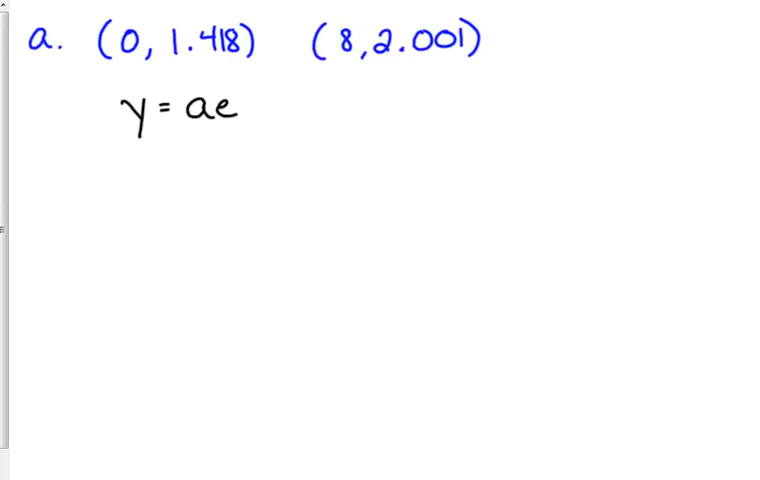 a. (0, 1.418) (8, 2.001)
y = ae